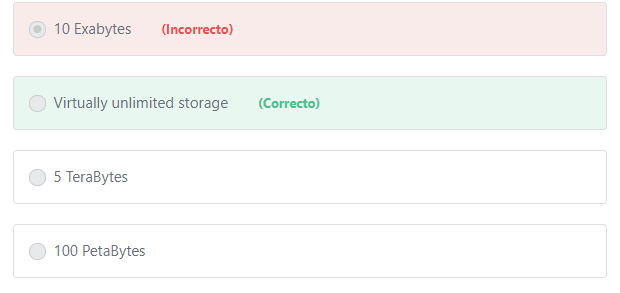 10 Exabytes (Incorrecto)
Virtually unlimited storage (Correcto)
5 TeraBytes
100 PetaBytes